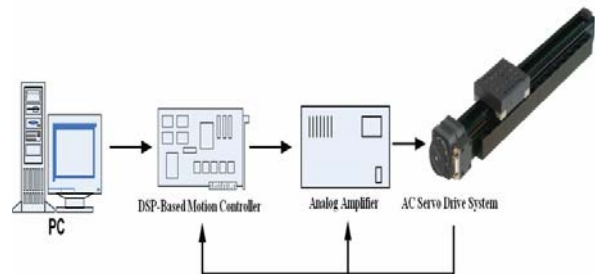 PC
DSP-Based Motion Controller
Analog Amplifier
AC Servo Drive System